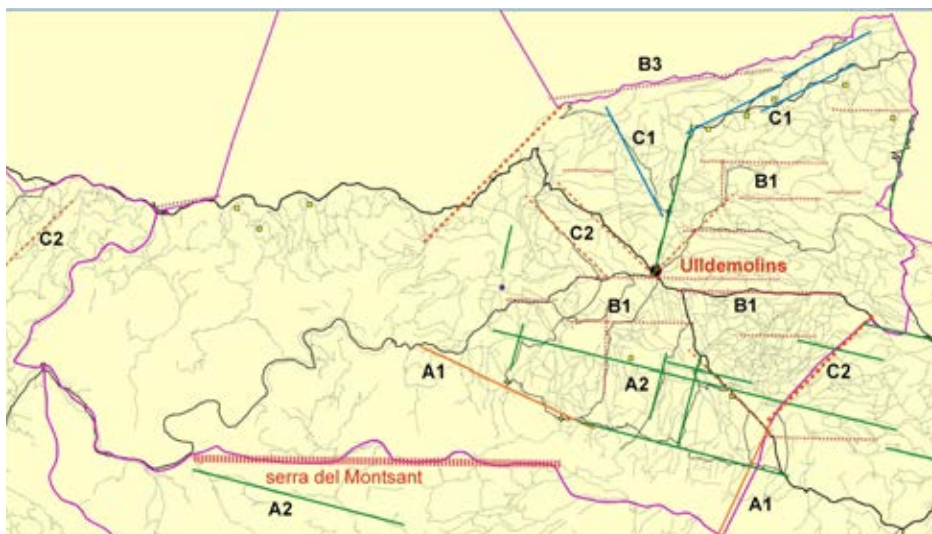 B3
C1
C1
B1
C2
C2
Ulldemolins
B1
B1
A1
A2
C2
serra del Montsant
A2
A1